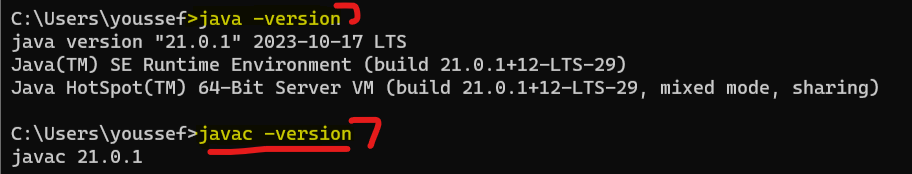 C:\Users\youssef>java -version
java version "21.0.1" 2023-10-17 LTS
Java(TM) SE Runtime Environment (build 21.0.1+12-LTS-29)
Java HotSpot(TM) 64-Bit Server VM (build 21.0.1+12-LTS-29, mixed mode, sharing)
C:\Users\youssef>javac -version
javac 21.0.1